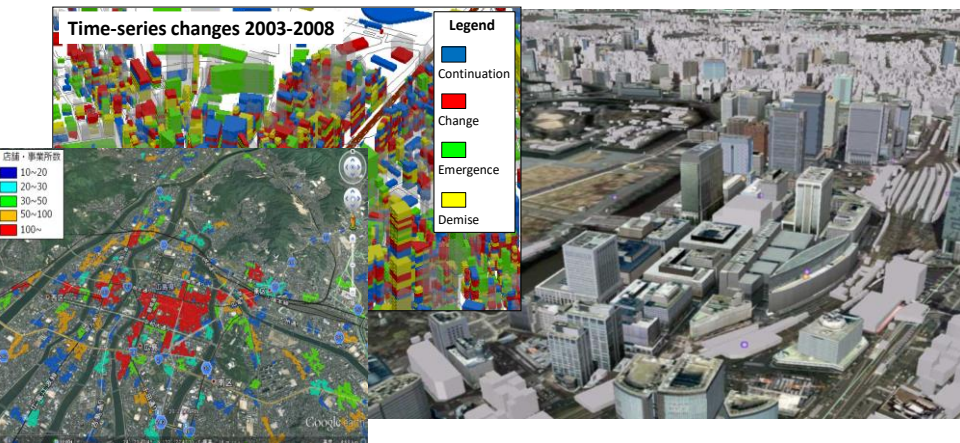 Time-series changes 2003-2008
Legend
Continuation
Change
Emergence
Demise
店舗・事業所数
10~20
20~30
30~50
50~100
100~
Google earth